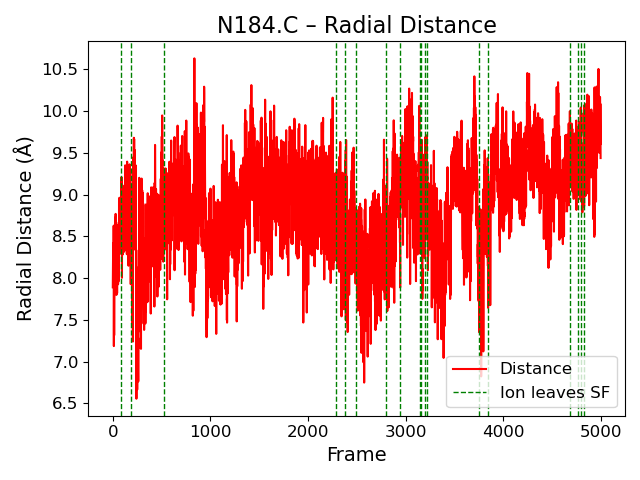 N184.C – Radial Distance
Radial Distance (Å)
10.5
10.0
9.5
9.0
8.5
8.0
7.5
7.0
6.5
Distance
Ion leaves SF
0 1000 2000 3000 4000 5000
Frame